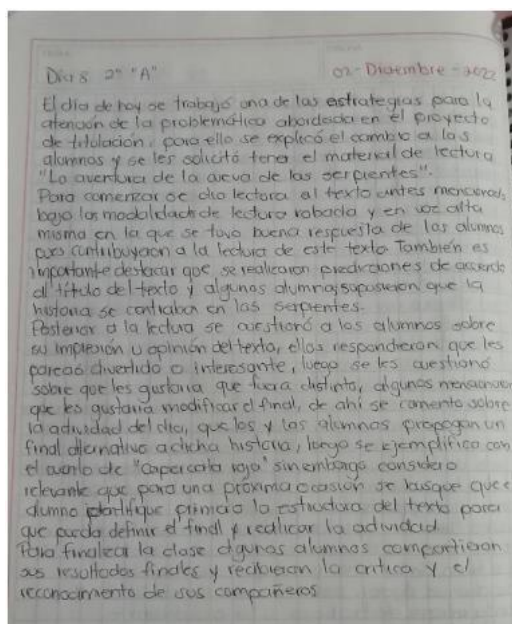 Día 8 2° "A" 02-Diciembre-2022
El día de hoy se trabajó una de las estrategias para la
atención de la problemática abordada en el proyecto
de titulación, para ello se explicó el cambio a los
alumnos y se les solicitó tener el material de lectura
"La aventura de la cueva de las serpientes".
Para comenzar se dio lectura al texto antes mencionado,
bajo las modalidades de lectura robada y en voz alta
misma en la que se tuvo buena respuesta de los alumnos
pues contribuyeron a la lectura de este texto. También es
importante destacar que se realizaron predicciones de acuerdo
al título del texto y algunos alumnos suposieron que la
historia se centraba en las serpientes.
Posterior a la lectura se cuestionó a los alumnos sobre
su impresión u opinión del texto, ellos respondieron que les
pareció divertido o interesante, luego se les cuestionó
sobre que les gustaría que fuera distinto, algunos mencionaron
que les gustaría modificar el final, de ahí se comento sobre
la actividad del día, que los y las alumnos propogan un
final alternativo a dicha historia, luego se ejemplifico con
el cuento de "caperucita roja" sin embargo considero
relevante que para una próxima ocasión se busque que el
alumno identifique primero la estructura del texto para
que pueda definir el final y realizar la actividad.
Para finalizar la clase algunos alumnos compartieron
sus resultados finales y recibieron la crítica y el
reconocimiento de sus compañeros